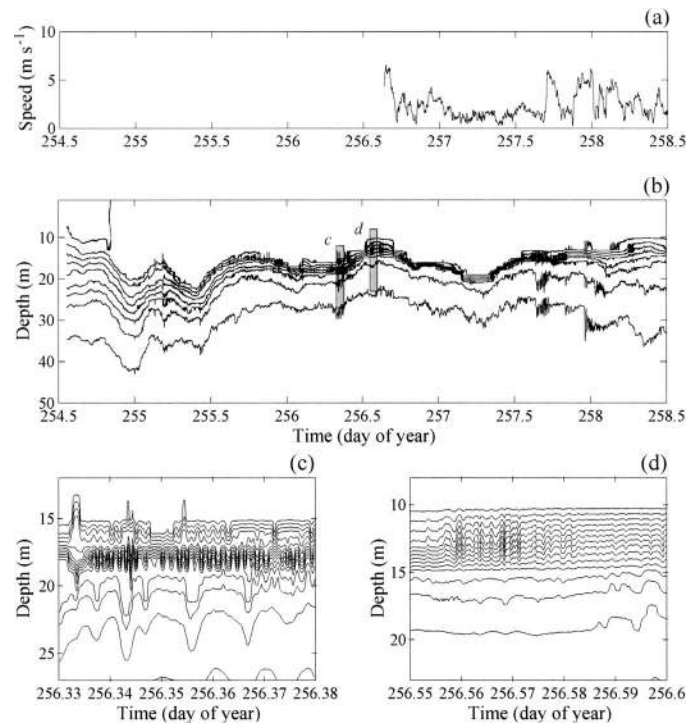 (a)
10
5
0
Speed (m s⁻¹)
254.5 255 255.5 256 256.5 257 257.5 258 258.5
(b)
c d
10
20
30
40
50
Depth (m)
254.5 255 255.5 256 256.5 257 257.5 258 258.5
Time (day of year)
(c)
15
20
25
Depth (m)
256.33 256.34 256.35 256.36 256.37 256.38
Time (day of year)
(d)
10
15
20
Depth (m)
256.55 256.56 256.57 256.58 256.59 256.6
Time (day of year)